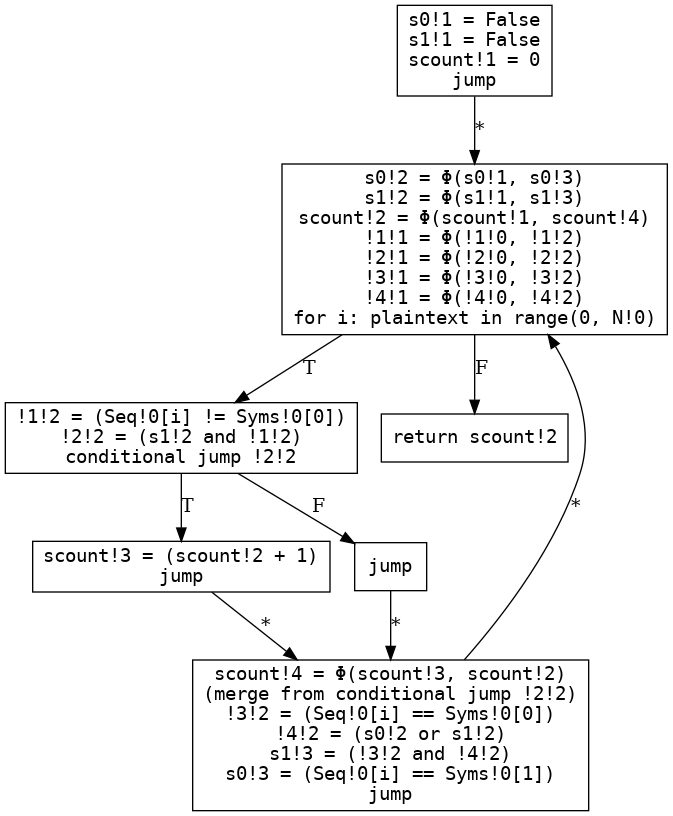 s0!1 = False
s1!1 = False
scount!1 = 0
jump
*
s0!2 = Φ(s0!1, s0!3)
s1!2 = Φ(s1!1, s1!3)
scount!2 = Φ(scount!1, scount!4)
!1!1 = Φ(!1!0, !1!2)
!2!1 = Φ(!2!0, !2!2)
!3!1 = Φ(!3!0, !3!2)
!4!1 = Φ(!4!0, !4!2)
for i: plaintext in range(0, N!0)
T
F
!1!2 = (Seq!0[i] != Syms!0[0])
!2!2 = (s1!2 and !1!2)
conditional jump !2!2
return scount!2
T
F
*
scount!3 = (scount!2 + 1)
jump
jump
*
*
scount!4 = Φ(scount!3, scount!2)
(merge from conditional jump !2!2)
!3!2 = (Seq!0[i] == Syms!0[0])
!4!2 = (s0!2 or s1!2)
s1!3 = (!3!2 and !4!2)
s0!3 = (Seq!0[i] == Syms!0[1])
jump